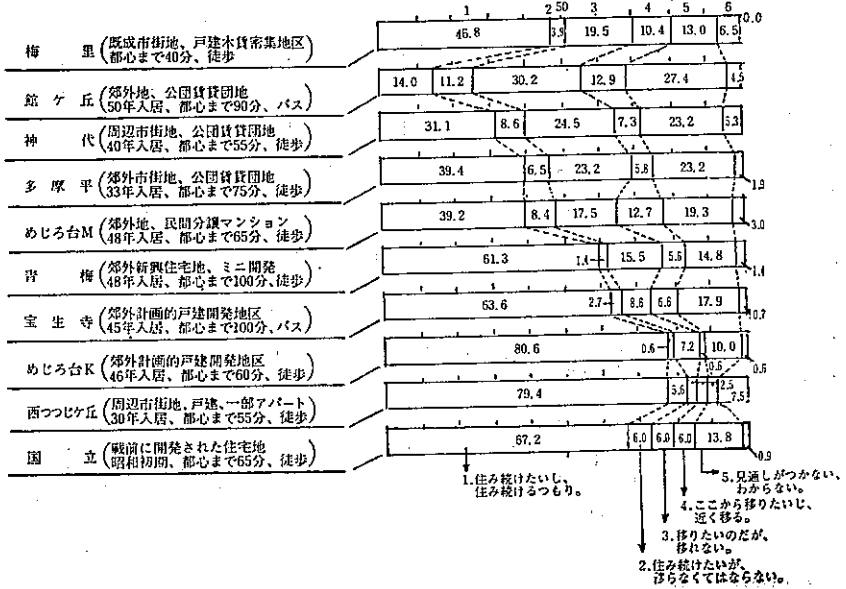 1 2 50 3 4 5 6
梅里（既成市街地、戸建木賃密集地区
都心まで40分、徒歩）
46.8 3.9 19.5 10.4 13.0 6.5 0.0
館ケ丘（郊外地、公団賃貸団地
50年入居、都心まで90分、バス）
14.0 11.2 30.2 12.9 27.4
神代（周辺市街地、公団賃貸団地
40年入居、都心まで55分、徒歩）
31.1 8.6 24.5 7.3 23.2 5.3
多摩平（郊外市街地、公団賃貸団地
33年入居、都心まで75分、徒歩）
39.4 6.5 23.2 5.8 23.2 1.9
めじろ台M（郊外地、民間分譲マンション
48年入居、都心まで65分、徒歩）
39.2 8.4 17.5 12.7 19.3 3.0
青梅（郊外新興住宅地、ミニ開発
48年入居、都心まで100分、徒歩）
61.3 1.4 15.5 5.6 14.8 1.4
宝生寺（郊外計画的戸建開発地区
45年入居、都心まで100分、バス）
63.6 2.7 8.6 6.6 17.9 0.7
めじろ台K（郊外計画的戸建開発地区
46年入居、都心まで60分、徒歩）
80.6 0.6 7.2 0.6 10.0 0.6
西つつじケ丘（周辺市街地、戸建、一部アパート
30年入居、都心まで55分、徒歩）
79.4 5.6 2.5 7.5
国立（戦前に開発された住宅地
昭和初期、都心まで65分、徒歩）
67.2 6.0 6.0 6.0 13.8 0.9
1.住み続けたいし、
住み続けるつもり。
5.見通しがつかない、
わからない。
4.ここから移りたいし、
近く移る。
3.移りたいのだが、
移れない。
2.住み続けたいが、
移らなくてはならない。